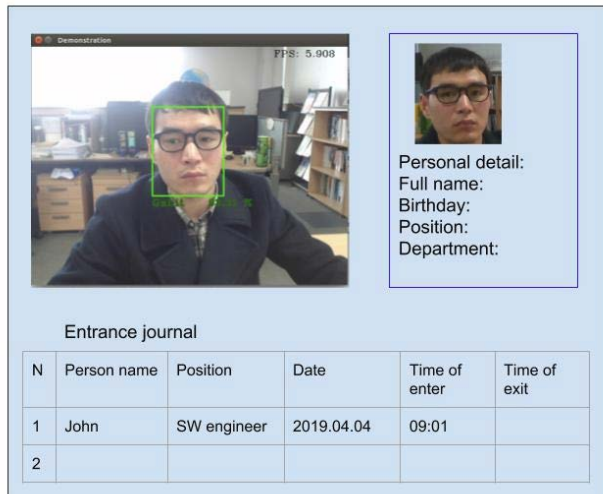 Demonstration
FPS: 5.908
Personal detail:
Full name:
Birthday:
Position:
Department:
Entrance journal
N Person name Position Date Time of enter Time of exit
1 John SW engineer 2019.04.04 09:01
2